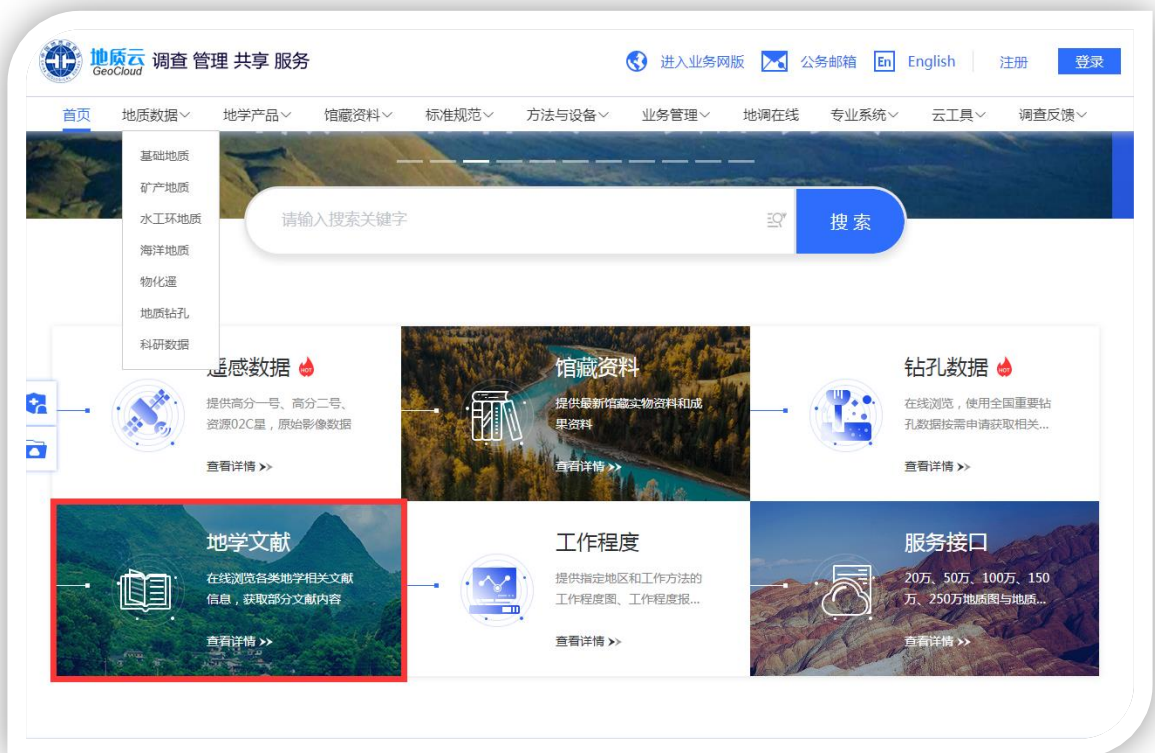 地质云 调查 管理 共享 服务
GeoCloud
进入业务网版 公务邮箱 En English 注册 登录
首页 地质数据 地学产品 馆藏资料 标准规范 方法与设备 业务管理 地调在线 专业系统 云工具 调查反馈
基础地质
矿产地质
水工环地质
海洋地质
物化遥
地质钻孔
科研数据
请输入搜索关键字 搜索
遥感数据 HOT
提供高分一号、高分二号、
资源02C星，原始影像数据
查看详情 >>
馆藏资料
提供最新馆藏实物资料和成
果资料
查看详情 >>
钻孔数据 HOT
在线浏览，使用全国重要钻
孔数据按需申请获取相关...
查看详情 >>
地学文献
在线浏览各类地学相关文献
信息，获取部分文献内容
查看详情 >>
工作程度
提供指定地区和工作方法的
工作程度图、工作程度报...
查看详情 >>
服务接口
20万、50万、100万、150
万、250万地质图与地质...
查看详情 >>